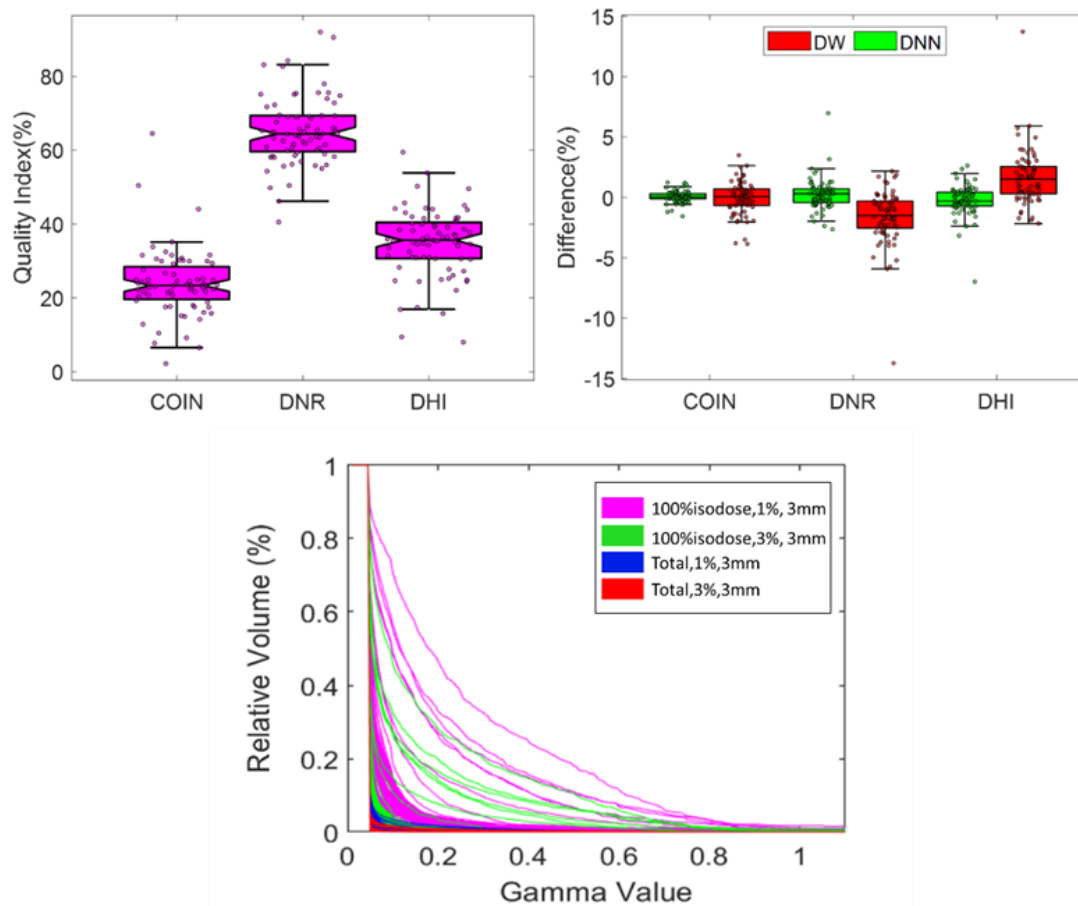 Quality Index(%)
80
60
40
20
0
COIN DNR DHI
Difference(%)
15
10
5
0
-5
-10
-15
DW DNN
COIN DNR DHI
Relative Volume (%)
1
0.8
0.6
0.4
0.2
0
100%isodose,1%, 3mm
100%isodose,3%, 3mm
Total,1%,3mm
Total,3%,3mm
0 0.2 0.4 0.6 0.8 1
Gamma Value